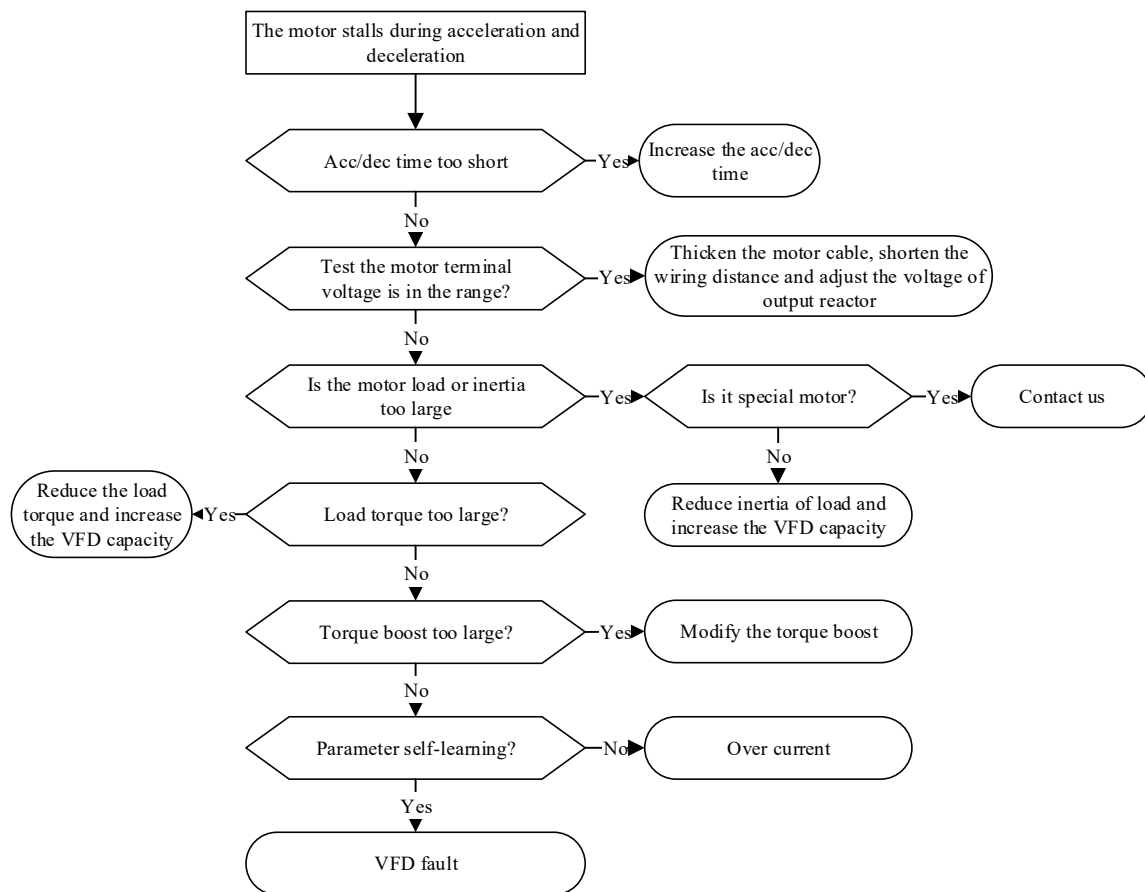 The motor stalls during acceleration and
deceleration
Acc/dec time too short
Yes
Increase the acc/dec
time
No
Test the motor terminal
voltage is in the range?
Yes
Thicken the motor cable, shorten the
wiring distance and adjust the voltage of
output reactor
No
Is the motor load or inertia
too large
Yes
Is it special motor?
Yes
Contact us
No
No
Reduce inertia of load and
increase the VFD capacity
Load torque too large?
Yes
Reduce the load
torque and increase
the VFD capacity
No
Torque boost too large?
Yes
Modify the torque boost
No
Parameter self-learning?
No
Over current
Yes
VFD fault